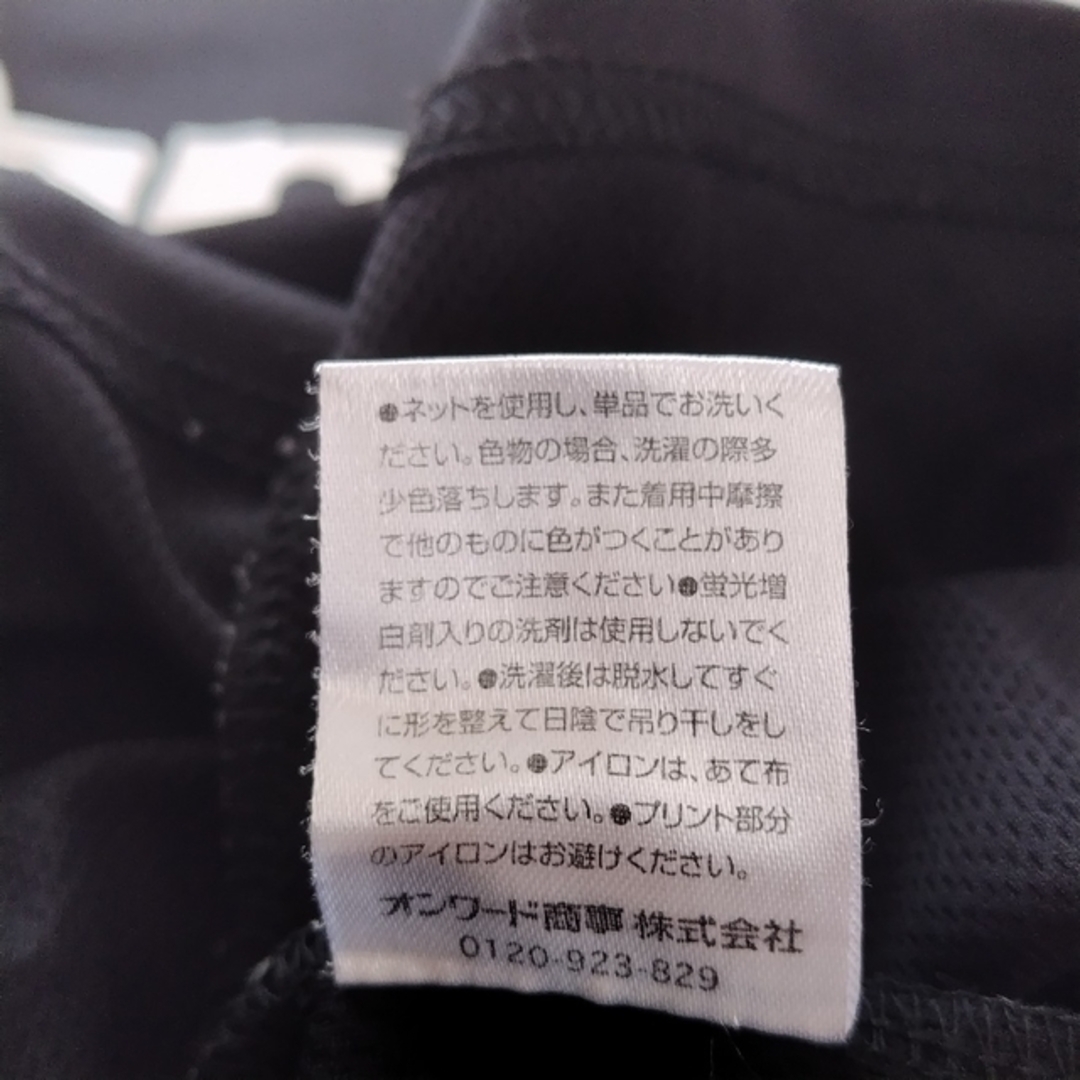 ●ネットを使用し、単品でお洗いく
ださい。色物の場合、洗濯の際多
少色落ちします。また着用中摩擦
で他のものに色がつくことがあり
ますのでご注意ください●蛍光増
白剤入りの洗剤は使用しないでく
ださい。●洗濯後は脱水してすぐ
に形を整えて日陰で吊り干しをし
てください。●アイロンは、あて布
をご使用ください。●プリント部分
のアイロンはお避けください。
オンワード商事株式会社
0120-923-829